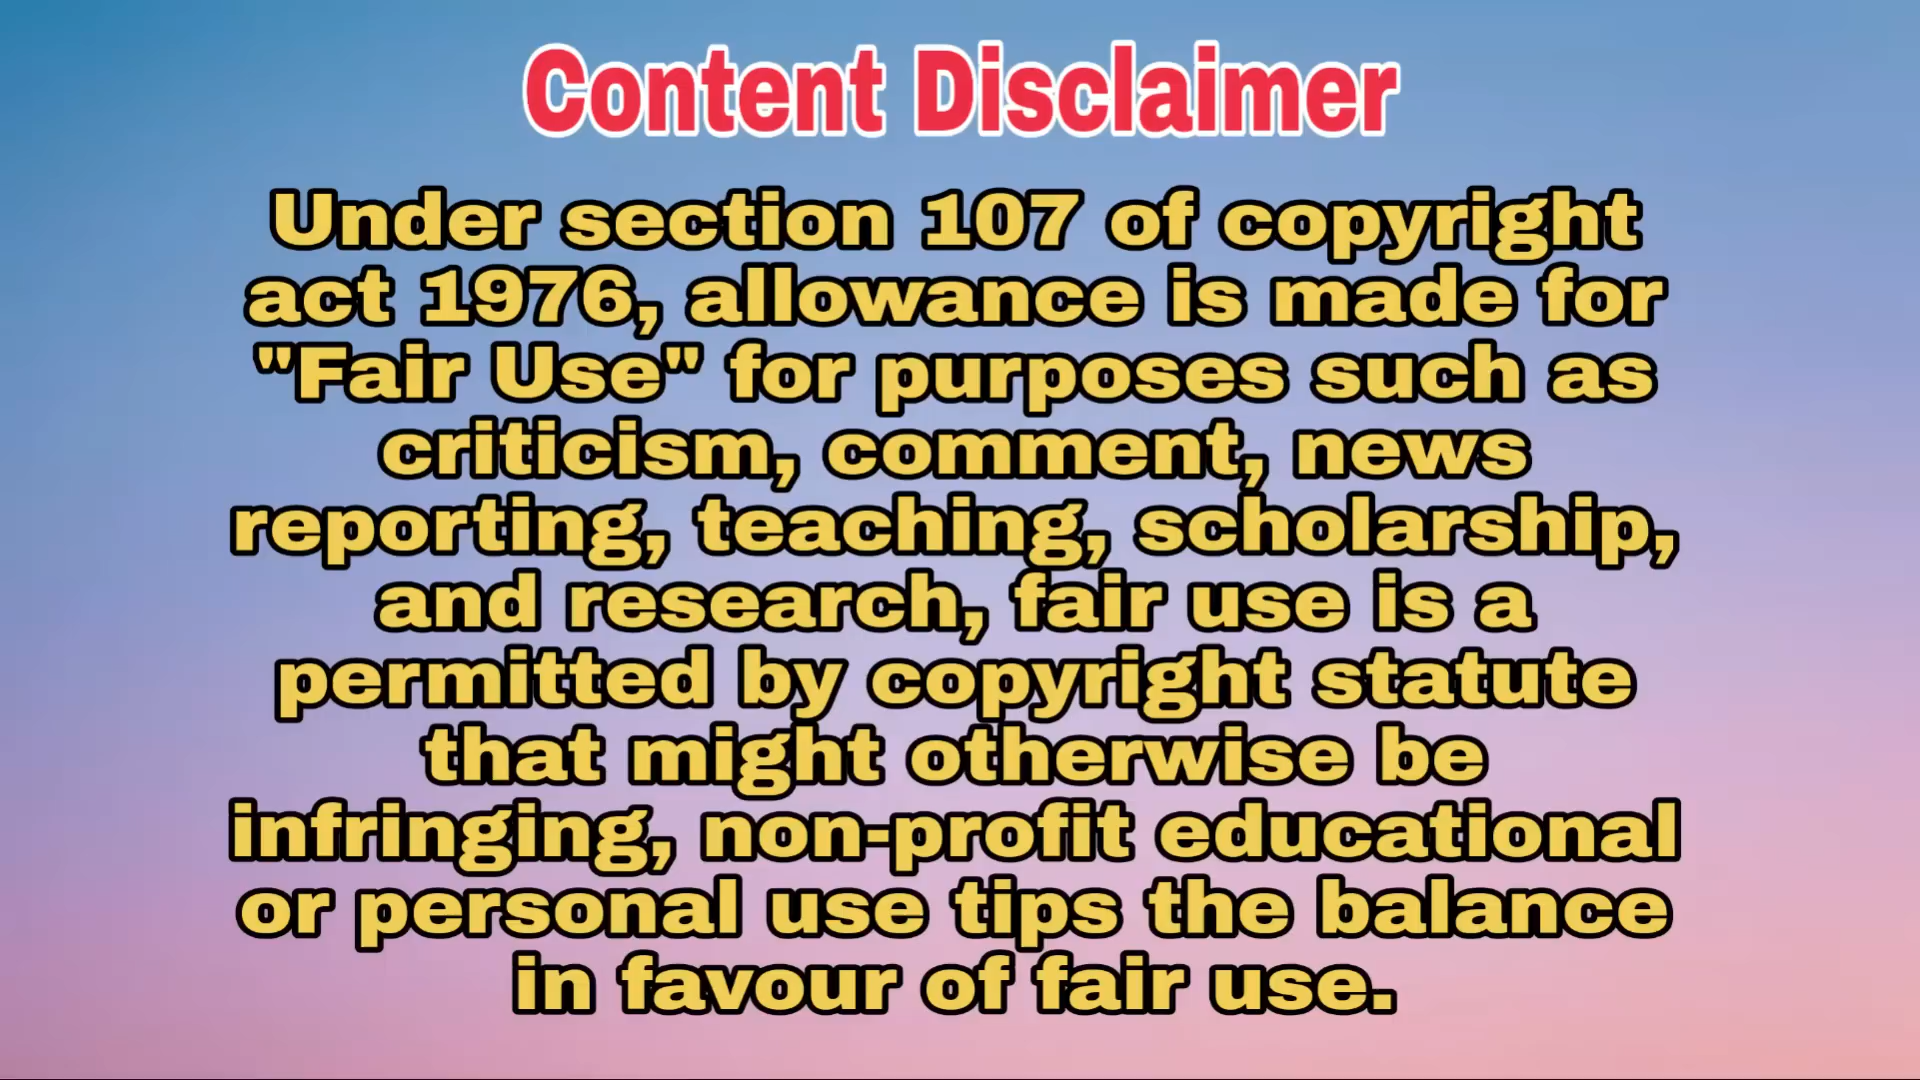 Content Disclaimer
Under section 107 of copyright
act 1976, allowance is made for
"Fair Use" for purposes such as
criticism, comment, news
reporting, teaching, scholarship,
and research, fair use is a
permitted by copyright statute
that might otherwise be
infringing, non-profit educational
or personal use tips the balance
in favour of fair use.